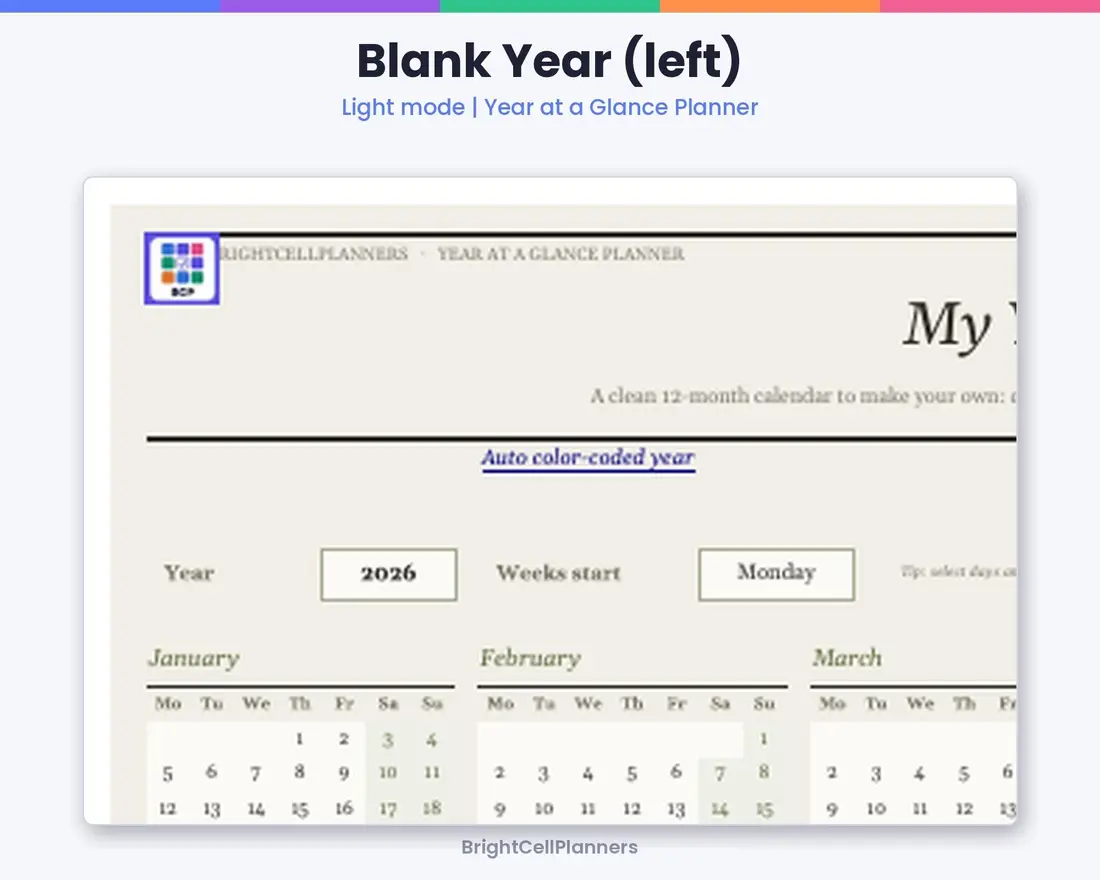 Blank Year (left)
Light mode | Year at a Glance Planner
BCP
BRIGHTCELLPLANNERS · YEAR AT A GLANCE PLANNER
My
A clean 12-month calendar to make your own:
Auto color-coded year
Year 2026 Weeks start Monday Tip: select days
January February March
Mo Tu We Th Fr Sa Su Mo Tu We Th Fr Sa Su Mo Tu We Th Fr
1 2 3 4 1
5 6 7 8 9 10 11 2 3 4 5 6 7 8 2 3 4 5 6
12 13 14 15 16 17 18 9 10 11 12 13 14 15 9 10 11 12 13
BrightCellPlanners